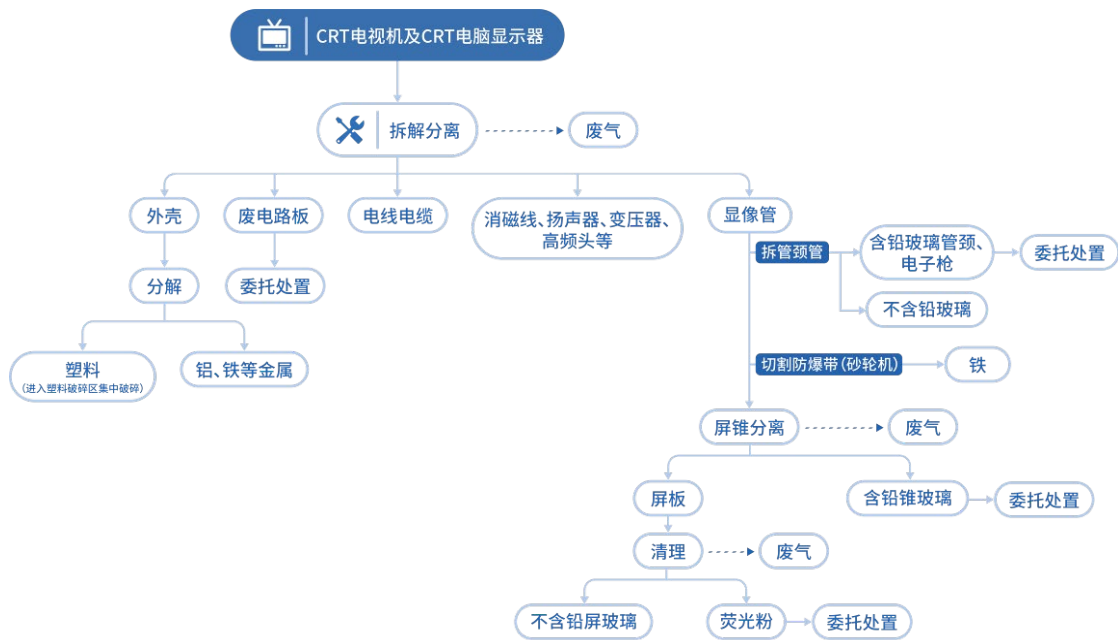 CRT电视机及CRT电脑显示器
拆解分离
废气
外壳
废电路板
电线电缆
消磁线、扬声器、变压器、
高频头等
显像管
拆管颈管
含铅玻璃管颈、
电子枪
委托处置
分解
委托处置
不含铅玻璃
塑料
(进入塑料破碎区集中破碎)
铝、铁等金属
切割防爆带(砂轮机)
铁
屏锥分离
废气
屏板
含铅锥玻璃
委托处置
清理
废气
不含铅屏玻璃
荧光粉
委托处置